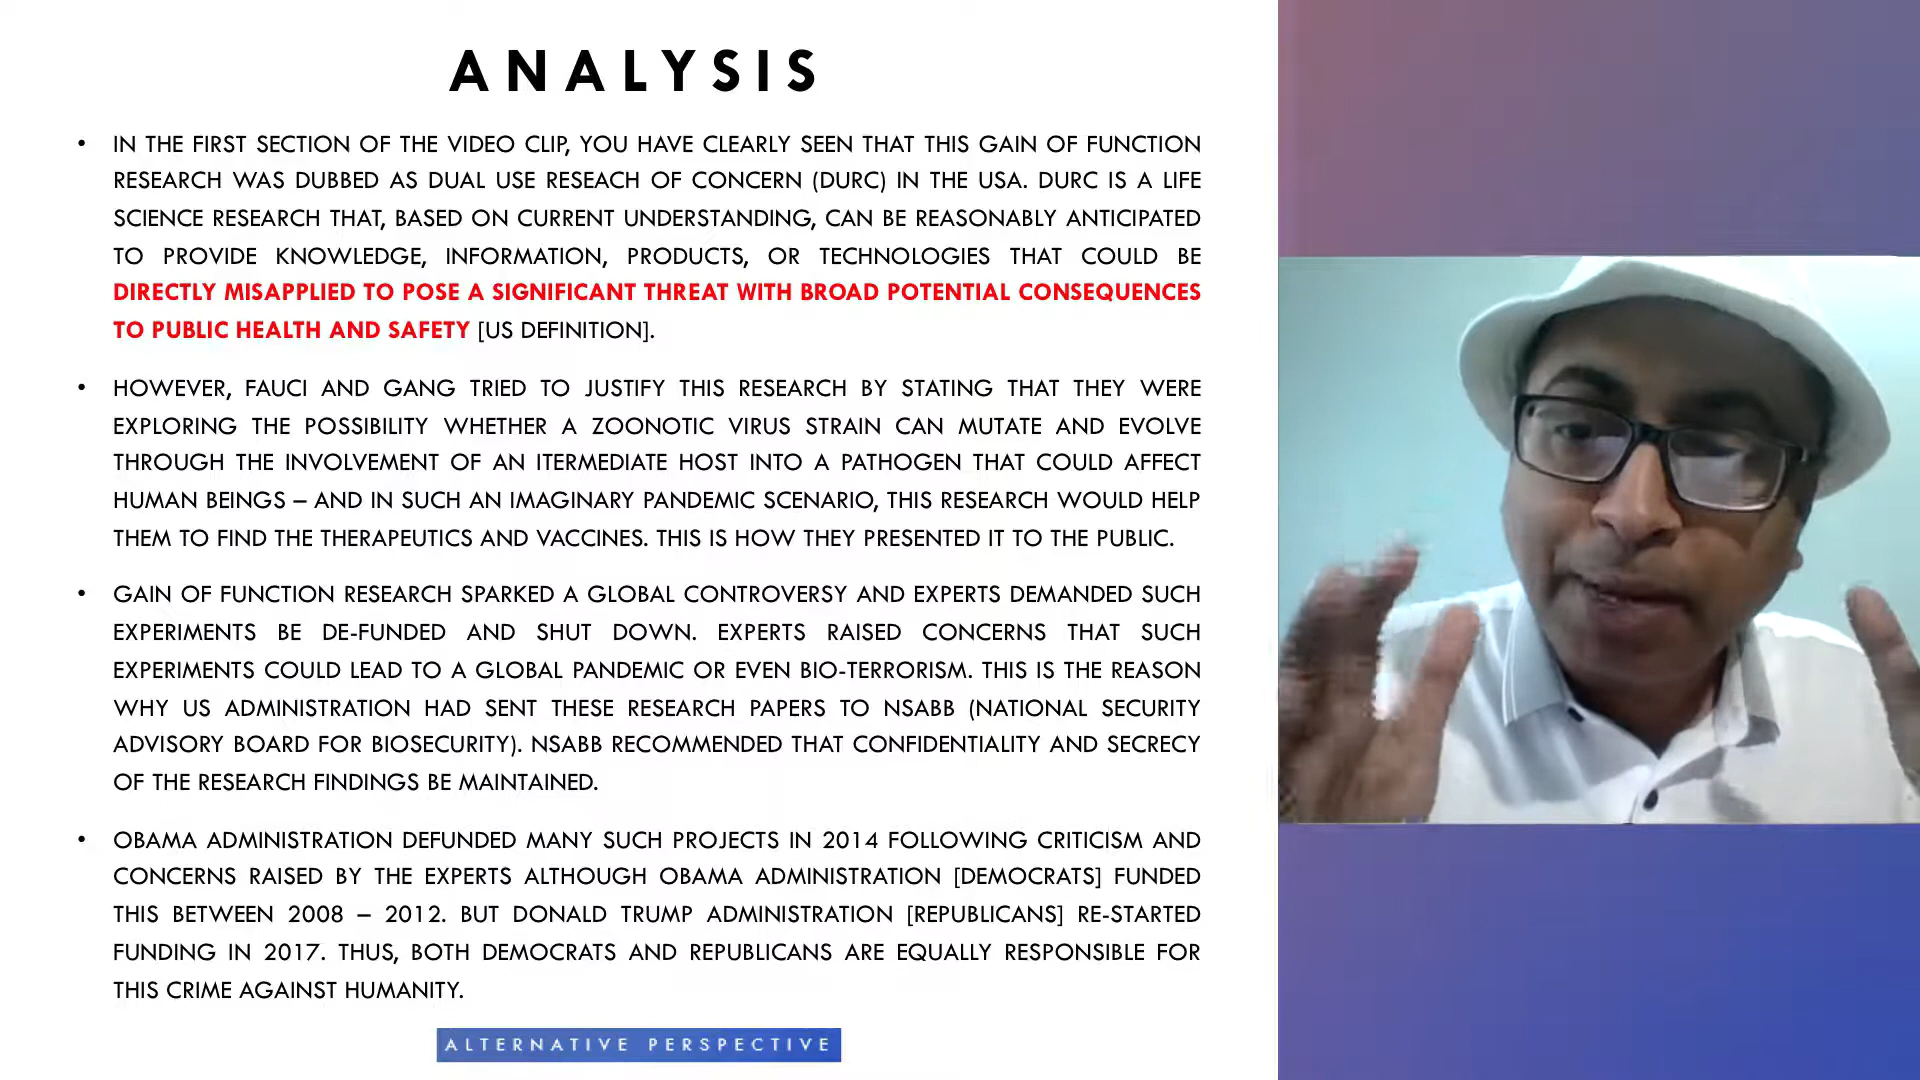 ANALYSIS
• IN THE FIRST SECTION OF THE VIDEO CLIP, YOU HAVE CLEARLY SEEN THAT THIS GAIN OF FUNCTION
RESEARCH WAS DUBBED AS DUAL USE RESEACH OF CONCERN (DURC) IN THE USA. DURC IS A LIFE
SCIENCE RESEARCH THAT, BASED ON CURRENT UNDERSTANDING, CAN BE REASONABLY ANTICIPATED
TO PROVIDE KNOWLEDGE, INFORMATION, PRODUCTS, OR TECHNOLOGIES THAT COULD BE
DIRECTLY MISAPPLIED TO POSE A SIGNIFICANT THREAT WITH BROAD POTENTIAL CONSEQUENCES
TO PUBLIC HEALTH AND SAFETY [US DEFINITION].
• HOWEVER, FAUCI AND GANG TRIED TO JUSTIFY THIS RESEARCH BY STATING THAT THEY WERE
EXPLORING THE POSSIBILITY WHETHER A ZOONOTIC VIRUS STRAIN CAN MUTATE AND EVOLVE
THROUGH THE INVOLVEMENT OF AN ITERMEDIATE HOST INTO A PATHOGEN THAT COULD AFFECT
HUMAN BEINGS – AND IN SUCH AN IMAGINARY PANDEMIC SCENARIO, THIS RESEARCH WOULD HELP
THEM TO FIND THE THERAPEUTICS AND VACCINES. THIS IS HOW THEY PRESENTED IT TO THE PUBLIC.
• GAIN OF FUNCTION RESEARCH SPARKED A GLOBAL CONTROVERSY AND EXPERTS DEMANDED SUCH
EXPERIMENTS BE DE-FUNDED AND SHUT DOWN. EXPERTS RAISED CONCERNS THAT SUCH
EXPERIMENTS COULD LEAD TO A GLOBAL PANDEMIC OR EVEN BIO-TERRORISM. THIS IS THE REASON
WHY US ADMINISTRATION HAD SENT THESE RESEARCH PAPERS TO NSABB (NATIONAL SECURITY
ADVISORY BOARD FOR BIOSECURITY). NSABB RECOMMENDED THAT CONFIDENTIALITY AND SECRECY
OF THE RESEARCH FINDINGS BE MAINTAINED.
• OBAMA ADMINISTRATION DEFUNDED MANY SUCH PROJECTS IN 2014 FOLLOWING CRITICISM AND
CONCERNS RAISED BY THE EXPERTS ALTHOUGH OBAMA ADMINISTRATION [DEMOCRATS] FUNDED
THIS BETWEEN 2008 – 2012. BUT DONALD TRUMP ADMINISTRATION [REPUBLICANS] RE-STARTED
FUNDING IN 2017. THUS, BOTH DEMOCRATS AND REPUBLICANS ARE EQUALLY RESPONSIBLE FOR
THIS CRIME AGAINST HUMANITY.
ALTERNATIVE PERSPECTIVE